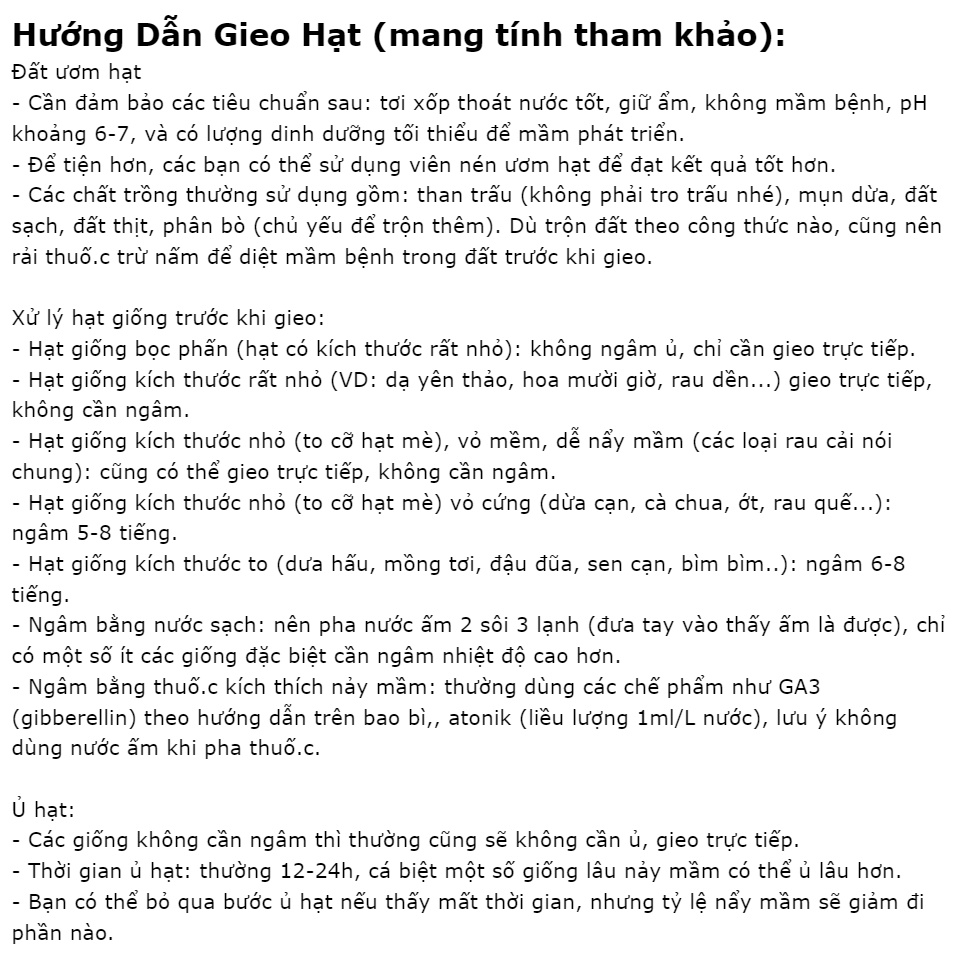 Hướng Dẫn Gieo Hạt (mang tính tham khảo):
Đất ươm hạt
- Cần đảm bảo các tiêu chuẩn sau: tơi xốp thoát nước tốt, giữ ẩm, không mầm bệnh, pH
khoảng 6-7, và có lượng dinh dưỡng tối thiểu để mầm phát triển.
- Để tiện hơn, các bạn có thể sử dụng viên nén ươm hạt để đạt kết quả tốt hơn.
- Các chất trồng thường sử dụng gồm: than trấu (không phải tro trấu nhé), mụn dừa, đất
sạch, đất thịt, phân bò (chủ yếu để trộn thêm). Dù trộn đất theo công thức nào, cũng nên
rải thuố.c trừ nấm để diệt mầm bệnh trong đất trước khi gieo.
Xử lý hạt giống trước khi gieo:
- Hạt giống bọc phấn (hạt có kích thước rất nhỏ): không ngâm ủ, chỉ cần gieo trực tiếp.
- Hạt giống kích thước rất nhỏ (VD: dạ yên thảo, hoa mười giờ, rau dền...) gieo trực tiếp,
không cần ngâm.
- Hạt giống kích thước nhỏ (to cỡ hạt mè), vỏ mềm, dễ nẩy mầm (các loại rau cải nói
chung): cũng có thể gieo trực tiếp, không cần ngâm.
- Hạt giống kích thước nhỏ (to cỡ hạt mè) vỏ cứng (dừa cạn, cà chua, ớt, rau quế...):
ngâm 5-8 tiếng.
- Hạt giống kích thước to (dưa hấu, mồng tơi, đậu đũa, sen cạn, bìm bìm..): ngâm 6-8
tiếng.
- Ngâm bằng nước sạch: nên pha nước ấm 2 sôi 3 lạnh (đưa tay vào thấy ấm là được), chỉ
có một số ít các giống đặc biệt cần ngâm nhiệt độ cao hơn.
- Ngâm bằng thuố.c kích thích nảy mầm: thường dùng các chế phẩm như GA3
(gibberellin) theo hướng dẫn trên bao bì,, atonik (liều lượng 1ml/L nước), lưu ý không
dùng nước ấm khi pha thuố.c.
Ủ hạt:
- Các giống không cần ngâm thì thường cũng sẽ không cần ủ, gieo trực tiếp.
- Thời gian ủ hạt: thường 12-24h, cá biệt một số giống lâu nảy mầm có thể ủ lâu hơn.
- Bạn có thể bỏ qua bước ủ hạt nếu thấy mất thời gian, nhưng tỷ lệ nẩy mầm sẽ giảm đi
phần nào.